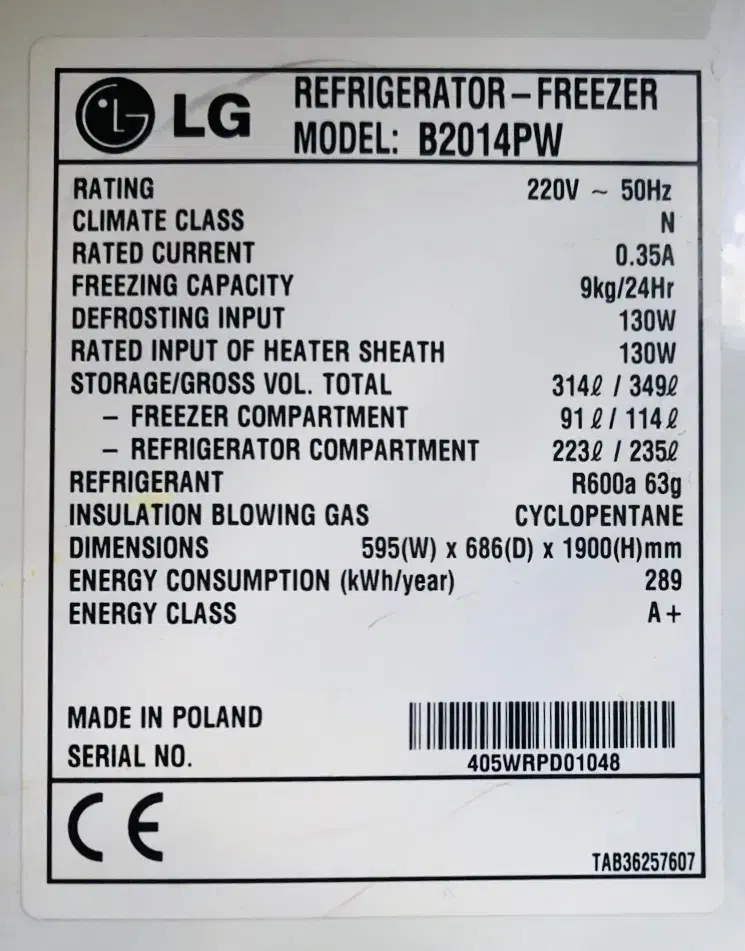 LG REFRIGERATOR – FREEZER
MODEL: B2014PW
RATING 220V ~ 50Hz
CLIMATE CLASS N
RATED CURRENT 0.35A
FREEZING CAPACITY 9kg/24Hr
DEFROSTING INPUT 130W
RATED INPUT OF HEATER SHEATH 130W
STORAGE/GROSS VOL. TOTAL 314ℓ / 349ℓ
– FREEZER COMPARTMENT 91 ℓ / 114 ℓ
– REFRIGERATOR COMPARTMENT 223ℓ / 235ℓ
REFRIGERANT R600a 63g
INSULATION BLOWING GAS CYCLOPENTANE
DIMENSIONS 595(W) x 686(D) x 1900(H)mm
ENERGY CONSUMPTION (kWh/year) 289
ENERGY CLASS A+
MADE IN POLAND
SERIAL NO. 405WRPD01048
CE
TAB36257607